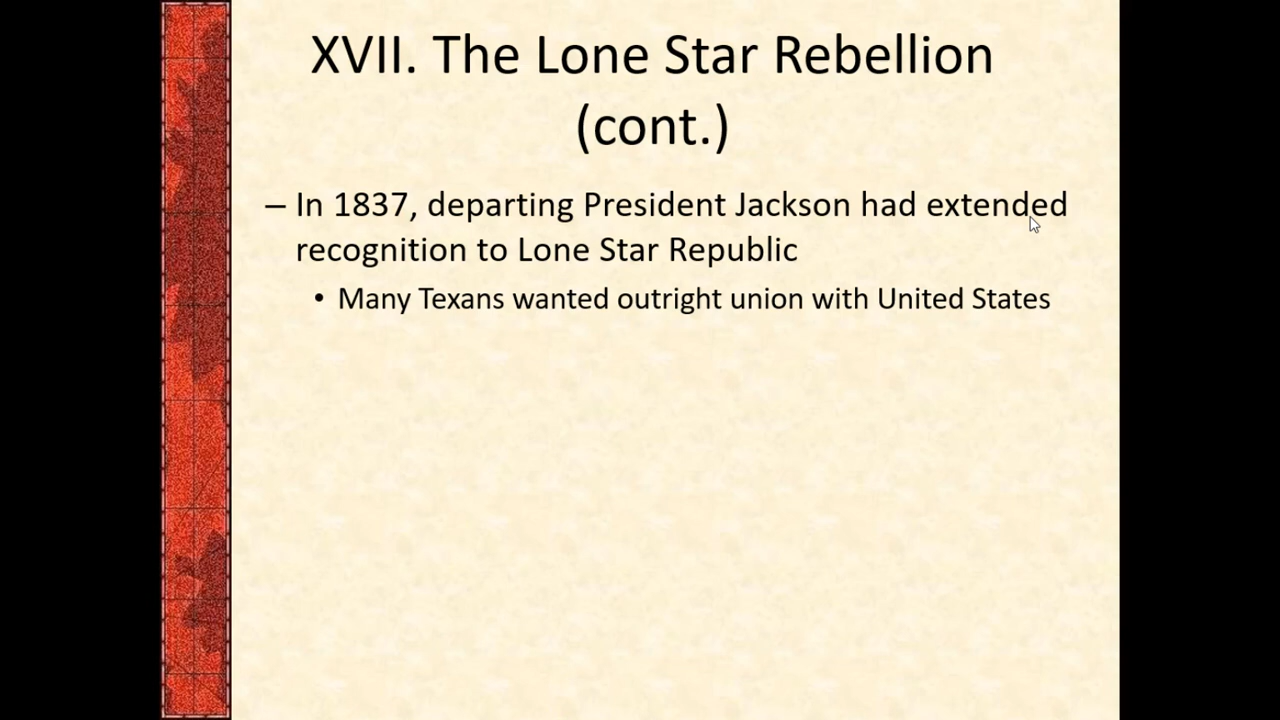 XVII. The Lone Star Rebellion
(cont.)
– In 1837, departing President Jackson had extended
recognition to Lone Star Republic
• Many Texans wanted outright union with United States